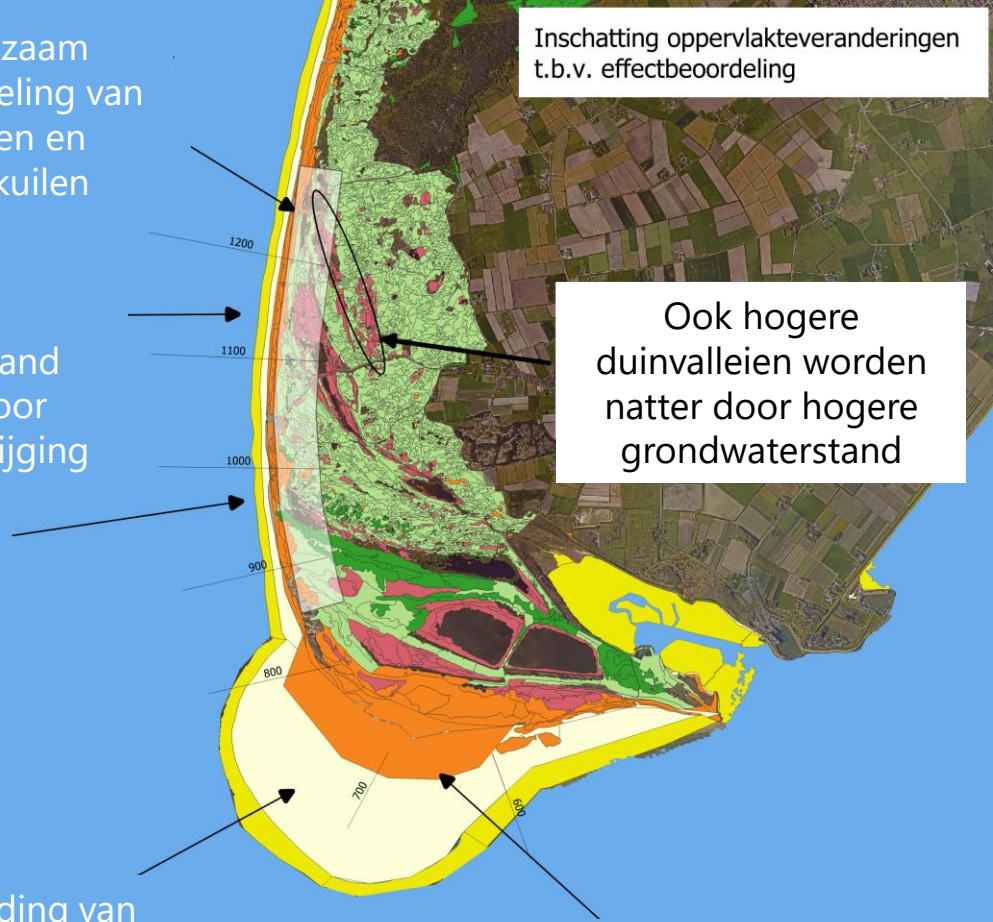 Inschatting oppervlakteveranderingen
t.b.v. effectbeoordeling
zaam
eling van
en en
kuilen
1200
1100
and
oor
ijging
Ook hogere
duinvalleien worden
natter door hogere
grondwaterstand
1000
900
800
700
600
ding van